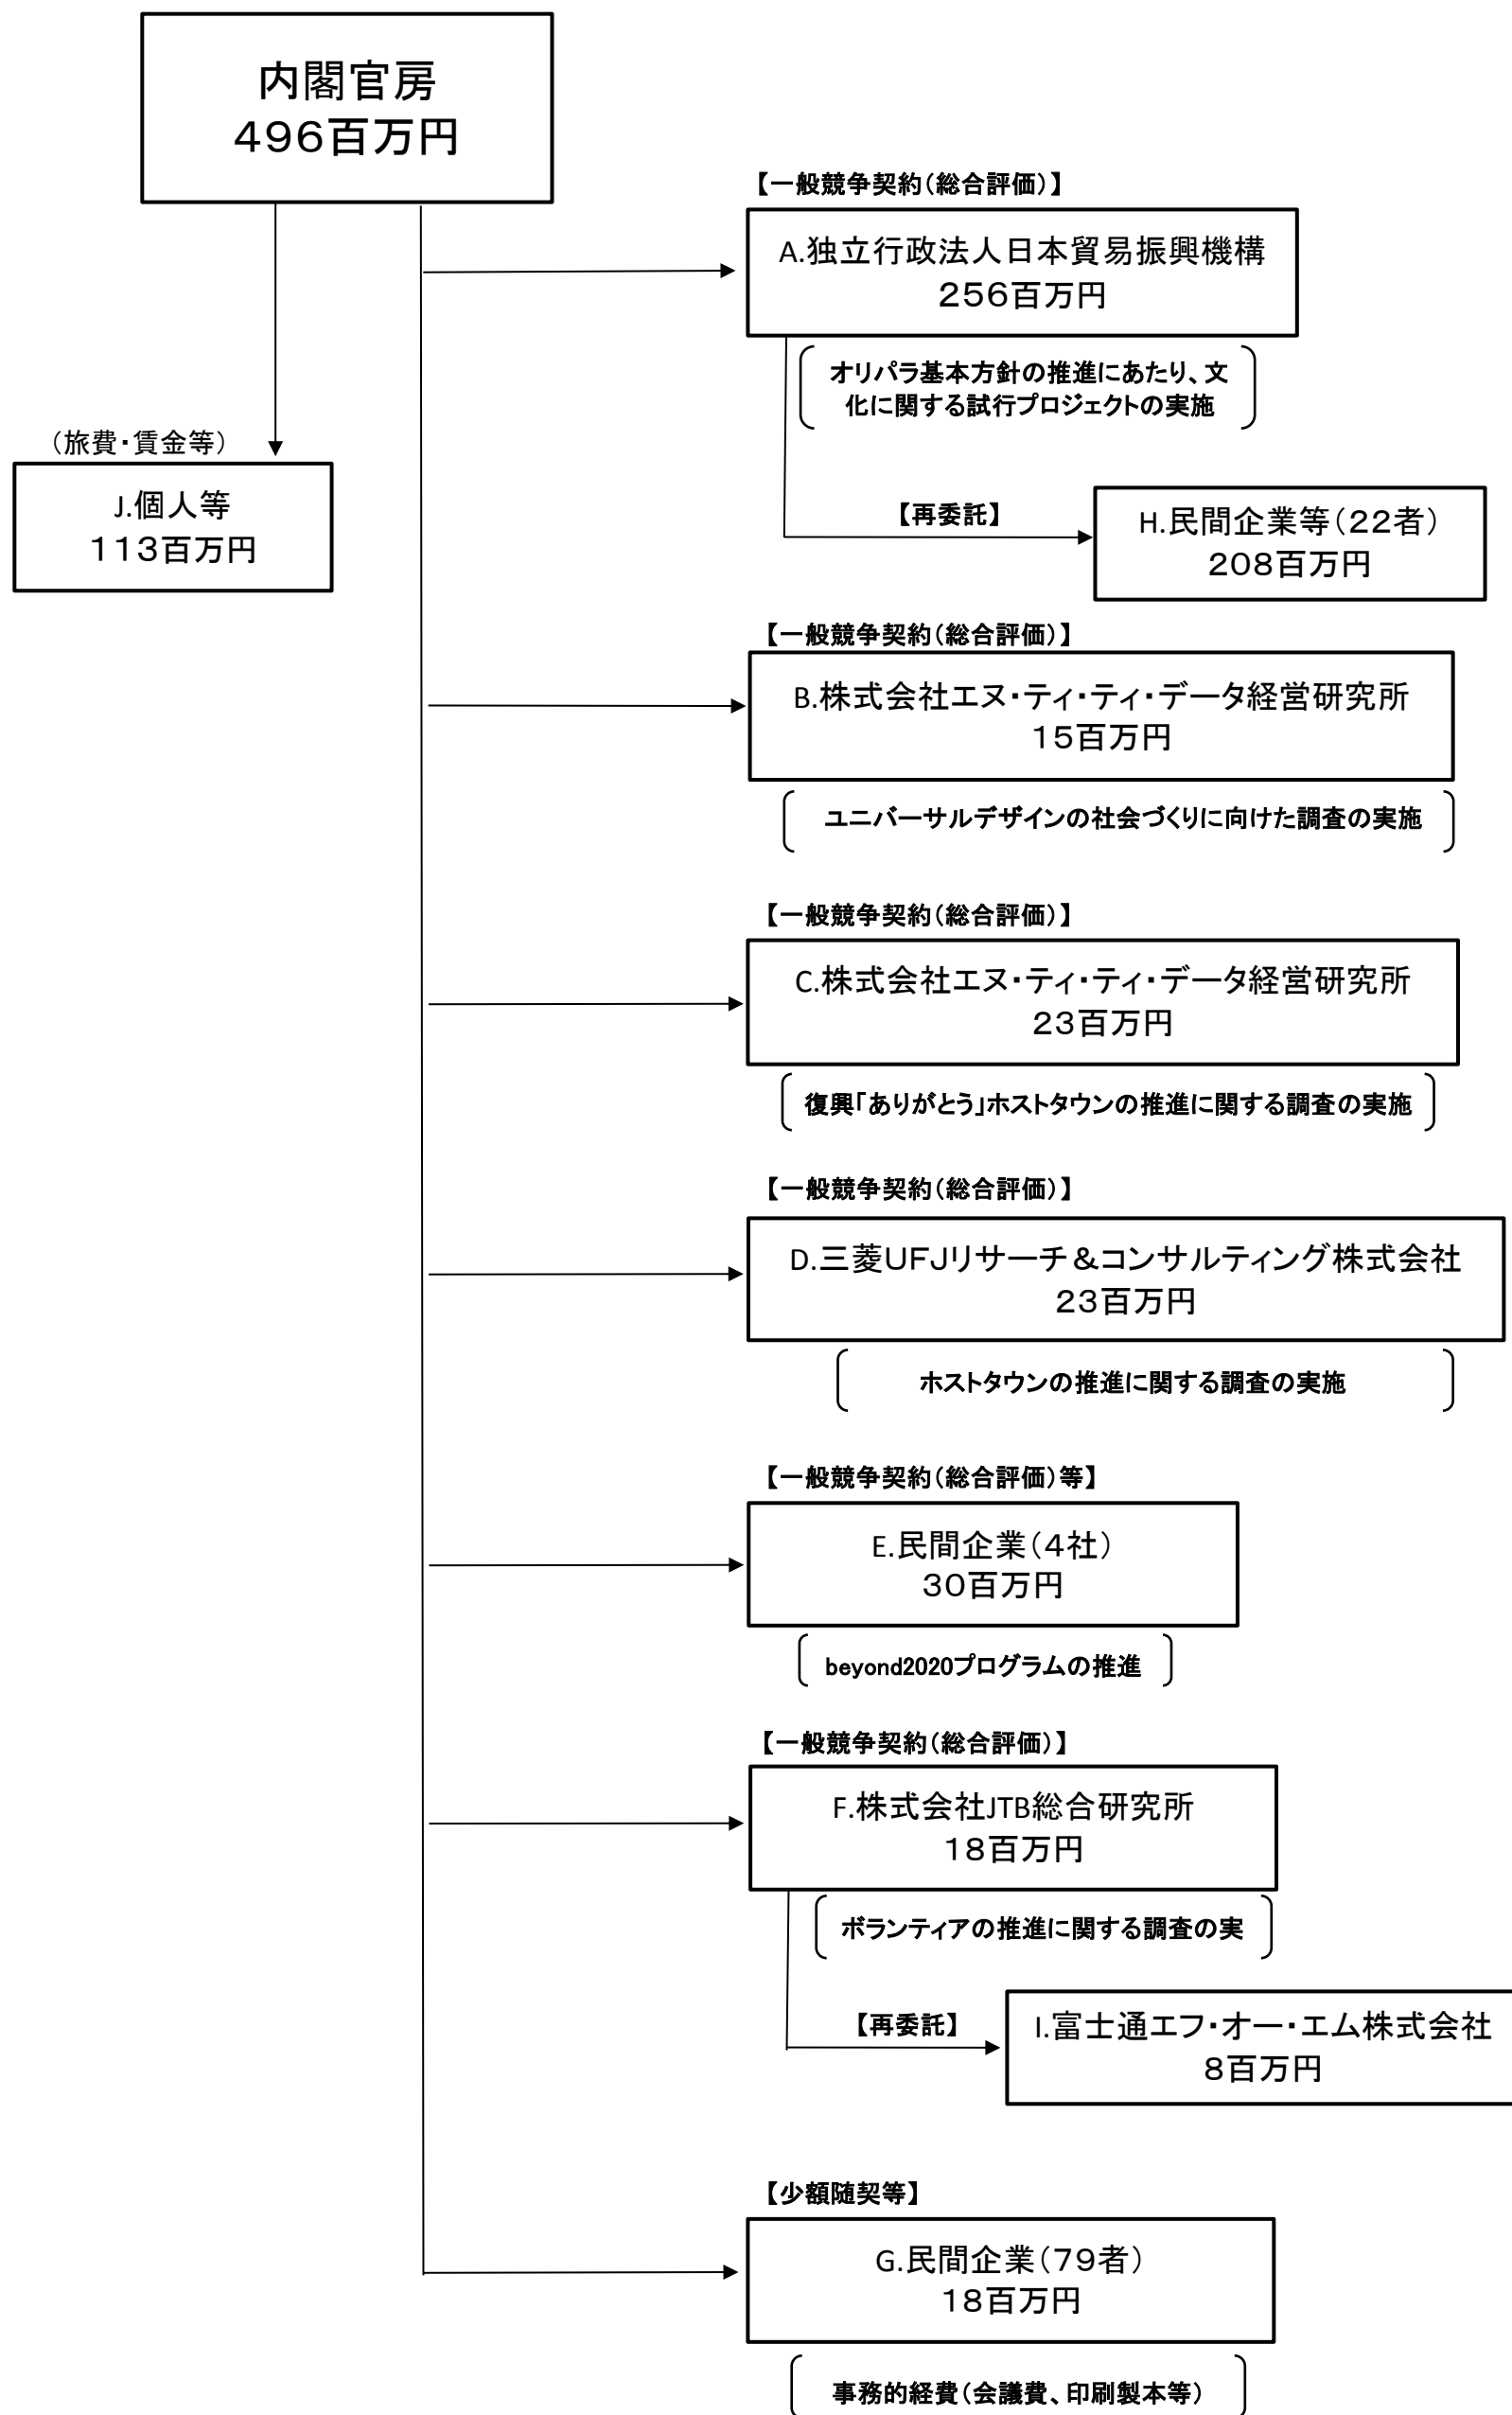 内閣官房
４９６百万円
【一般競争契約（総合評価）】
A.独立行政法人日本貿易振興機構
２５６百万円
オリパラ基本方針の推進にあたり、文
化に関する試行プロジェクトの実施
（旅費・賃金等）
J.個人等
１１３百万円
【再委託】
H.民間企業等（２２者）
２０８百万円
【一般競争契約（総合評価）】
B.株式会社エヌ・ティ・ティ・データ経営研究所
１５百万円
ユニバーサルデザインの社会づくりに向けた調査の実施
【一般競争契約（総合評価）】
C.株式会社エヌ・ティ・ティ・データ経営研究所
２３百万円
復興「ありがとう」ホストタウンの推進に関する調査の実施
【一般競争契約（総合評価）】
D.三菱ＵＦＪリサーチ＆コンサルティング株式会社
２３百万円
ホストタウンの推進に関する調査の実施
【一般競争契約（総合評価）等】
E.民間企業（４社）
３０百万円
beyond2020プログラムの推進
【一般競争契約（総合評価）】
F.株式会社JTB総合研究所
１８百万円
ボランティアの推進に関する調査の実
【再委託】
I.富士通エフ・オー・エム株式会社
８百万円
【少額随契等】
G.民間企業（７９者）
１８百万円
事務的経費（会議費、印刷製本等）